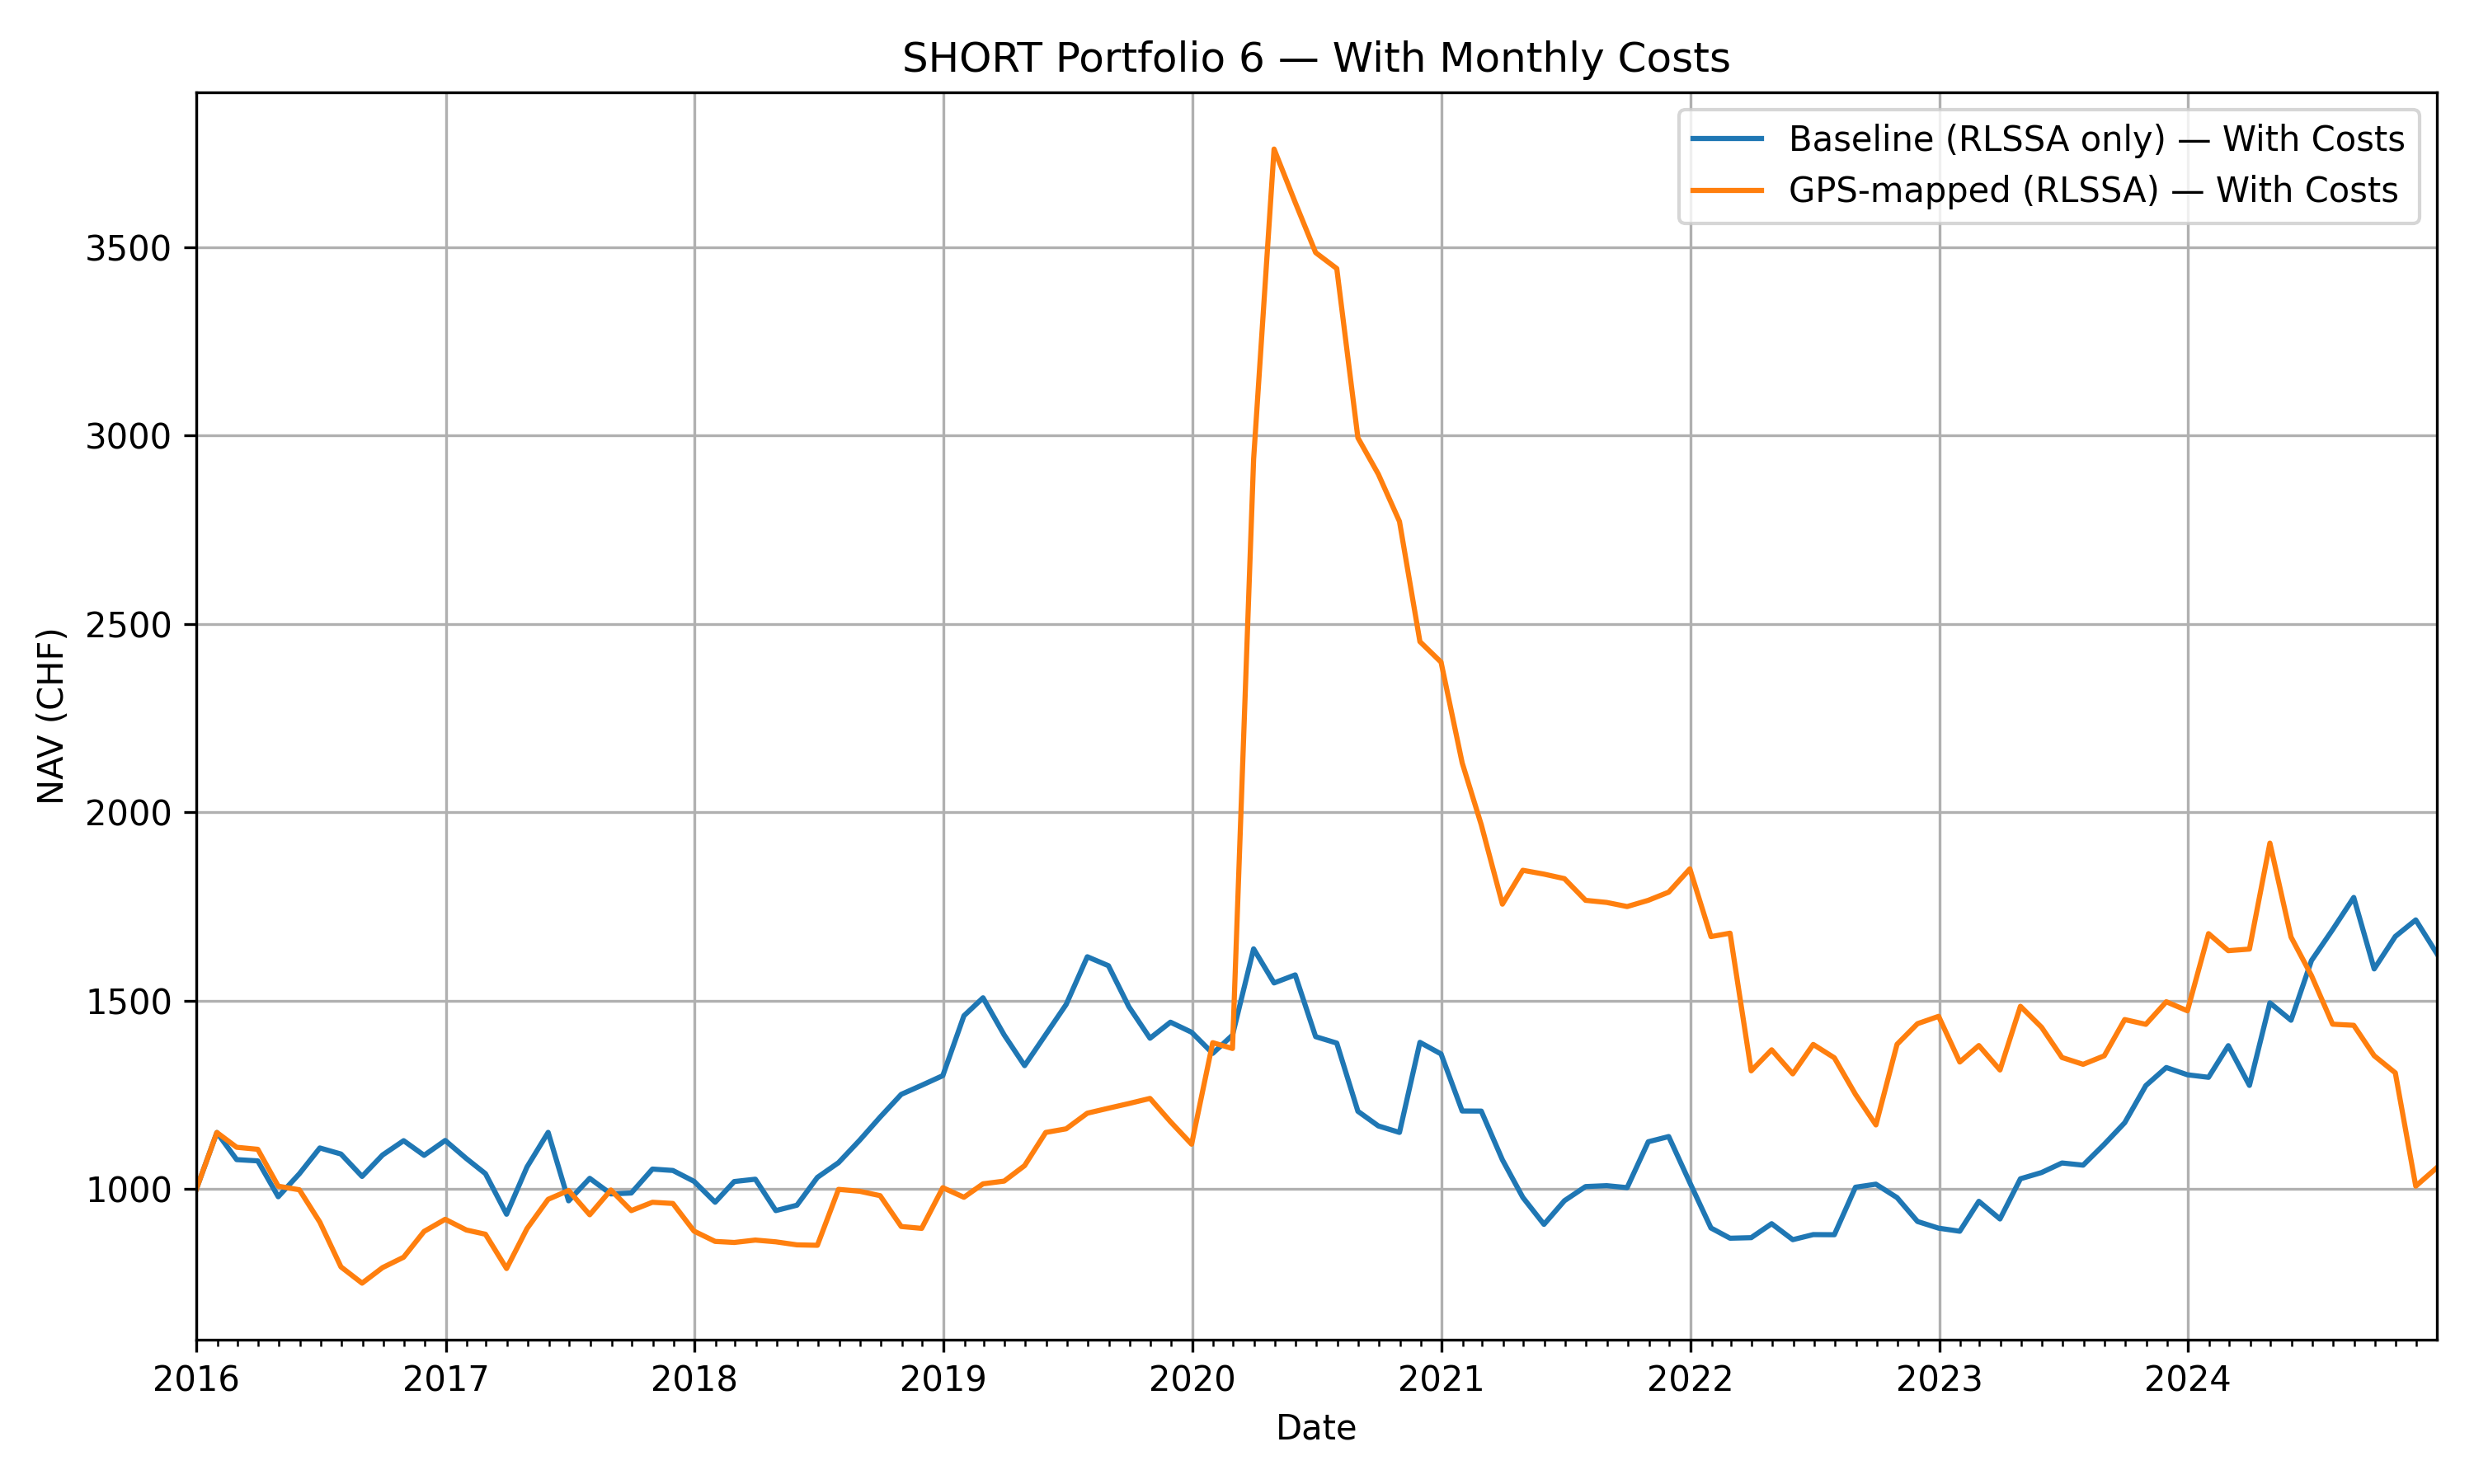 SHORT Portfolio 6 — With Monthly Costs
Baseline (RLSSA only) — With Costs
GPS-mapped (RLSSA) — With Costs
3500
3000
2500
2000
1500
1000
NAV (CHF)
2016 2017 2018 2019 2020 2021 2022 2023 2024
Date